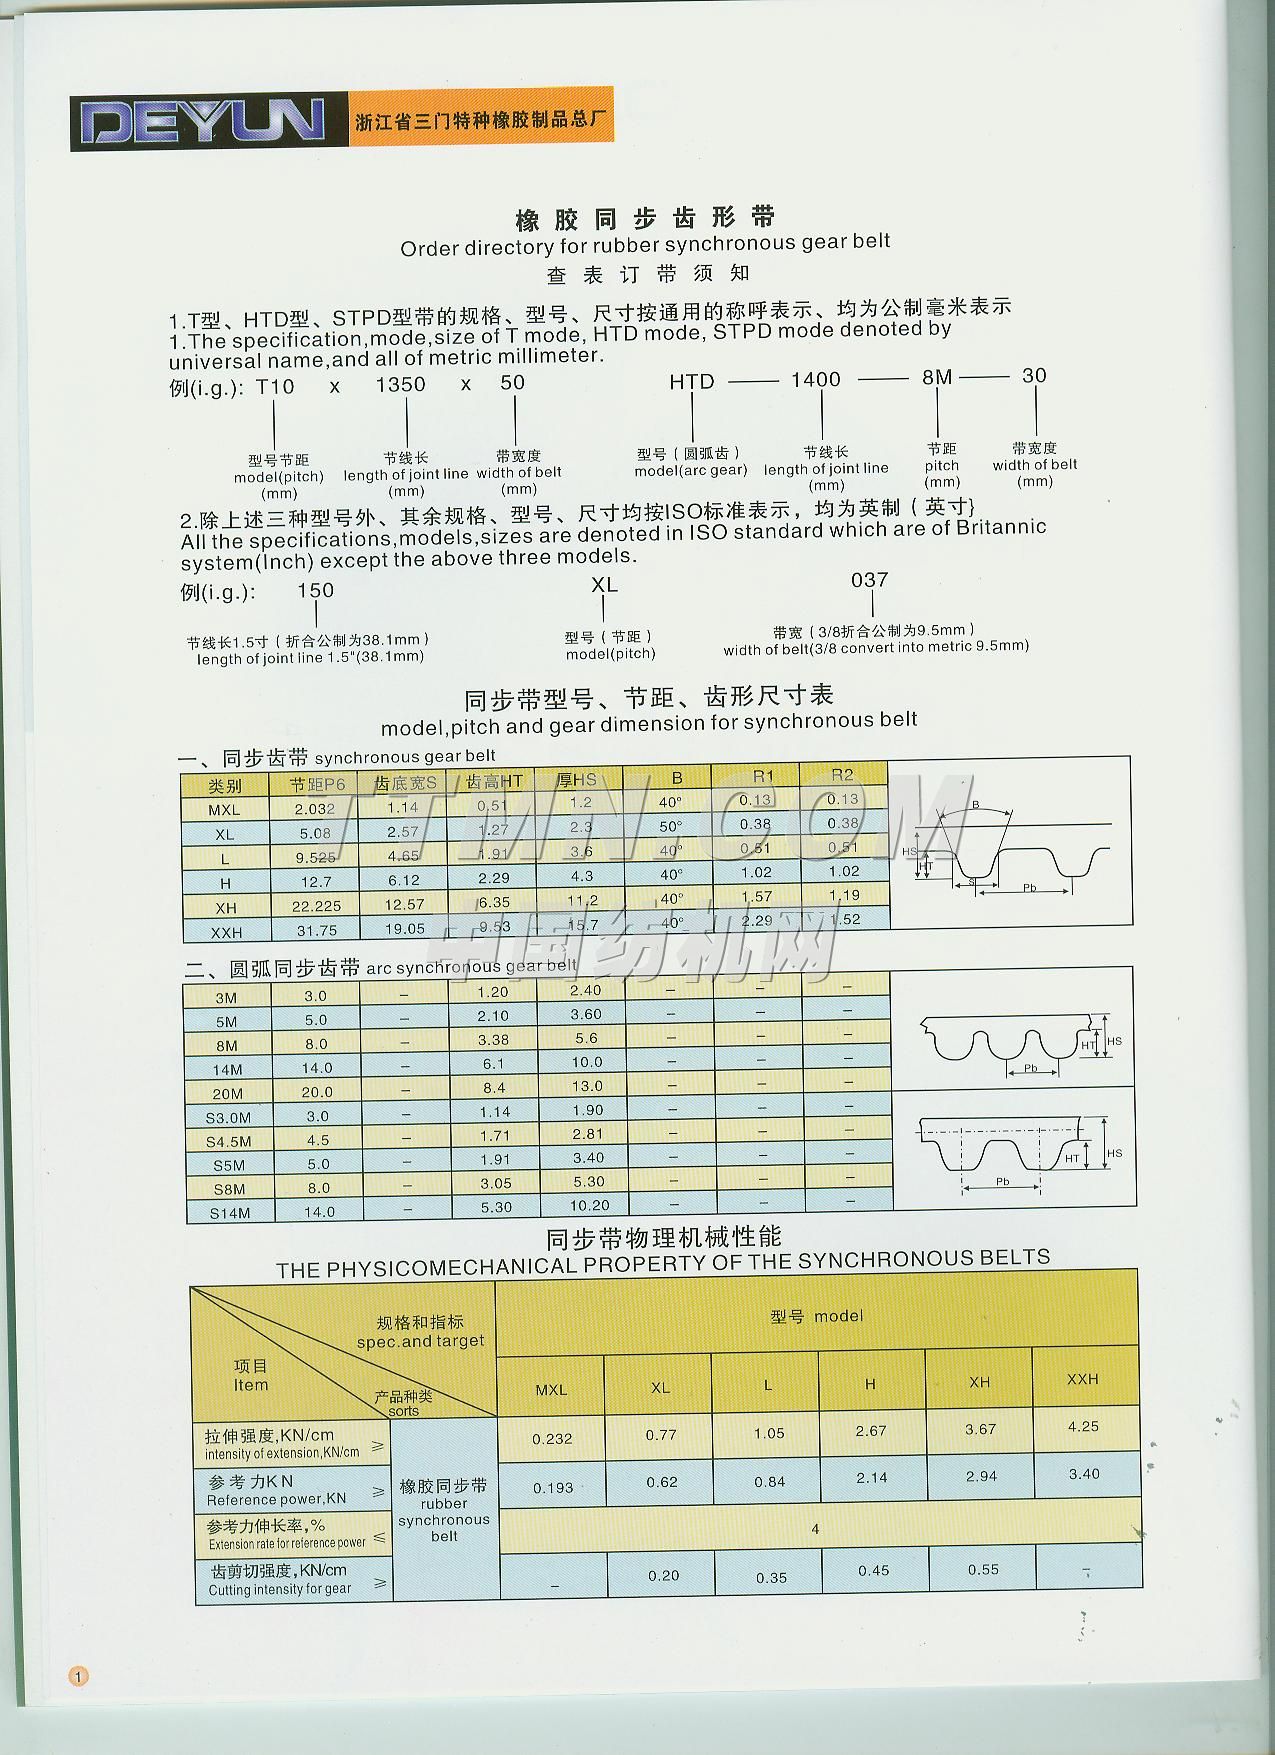 DEYUN 浙江省三门特种橡胶制品总厂
橡胶同步齿形带
Order directory for rubber synchronous gear belt
查表订带须知
1.T型、HTD型、STPD型带的规格、型号、尺寸按通用的称呼表示、均为公制毫米表示
1.The specification,mode,size of T mode, HTD mode, STPD mode denoted by
universal name,and all of metric millimeter.
例(i.g.): T10 x 1350 x 50 HTD — 1400 — 8M — 30
型号节距 节线长 带宽度 型号(圆弧齿) 节线长 节距 带宽度
model(pitch) length of joint line width of belt model(arc gear) length of joint line pitch width of belt
(mm) (mm) (mm) (mm) (mm) (mm)
2.除上述三种型号外、其余规格、型号、尺寸均按ISO标准表示，均为英制(英寸}
All the specifications,models,sizes are denoted in ISO standard which are of Britannic
system(Inch) except the above three models.
例(i.g.): 150 XL 037
节线长1.5寸(折合公制为38.1mm) 型号(节距) 带宽(3/8折合公制为9.5mm)
length of joint line 1.5"(38.1mm) model(pitch) width of belt(3/8 convert into metric 9.5mm)
同步带型号、节距、齿形尺寸表
model,pitch and gear dimension for synchronous belt
一、同步齿带 synchronous gear belt
类别 节距P6 齿底宽S 齿高HT 厚HS B R1 R2
MXL 2.032 1.14 0.51 1.2 40° 0.13 0.13
XL 5.08 2.57 1.27 2.3 50° 0.38 0.38
L 9.525 4.65 1.91 3.6 40° 0.51 0.51
H 12.7 6.12 2.29 4.3 40° 1.02 1.02
XH 22.225 12.57 6.35 11.2 40° 1.57 1.19
XXH 31.75 19.05 9.53 15.7 40° 2.29 1.52
B
HS
HT
S
Pb
TTMN.COM
中国纺机网
二、圆弧同步齿带 arc synchronous gear belt
3M 3.0 – 1.20 2.40 – – –
5M 5.0 – 2.10 3.60 – – –
8M 8.0 – 3.38 5.6 – – –
14M 14.0 – 6.1 10.0 – – –
20M 20.0 – 8.4 13.0 – – –
S3.0M 3.0 – 1.14 1.90 – – –
S4.5M 4.5 – 1.71 2.81 – – –
S5M 5.0 – 1.91 3.40 – – –
S8M 8.0 – 3.05 5.30 – – –
S14M 14.0 – 5.30 10.20 – – –
HT HS
Pb
HT HS
Pb
同步带物理机械性能
THE PHYSICOMECHANICAL PROPERTY OF THE SYNCHRONOUS BELTS
规格和指标
spec.and target
项目
Item
产品种类
sorts
型号 model
MXL XL L H XH XXH
拉伸强度,KN/cm
intensity of extension,KN/cm ≥ 0.232 0.77 1.05 2.67 3.67 4.25
参考力KN
Reference power,KN ≥ 0.193 0.62 0.84 2.14 2.94 3.40
参考力伸长率,%
Extension rate for reference power ≤ 4
齿剪切强度,KN/cm
Cutting intensity for gear ≥ – 0.20 0.35 0.45 0.55 –
橡胶同步带
rubber
synchronous
belt
1